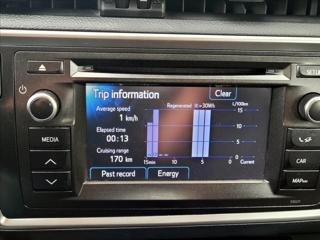 SETUP
Trip information
Clear
Average speed
1 km/h
Regenerated
=30Wh
L/100km
Elapsed time
00:13
Cruising range
170 km
15
10
5
0
15min
10
5
Current
Past record
Energy
MEDIA
CAR
MAP